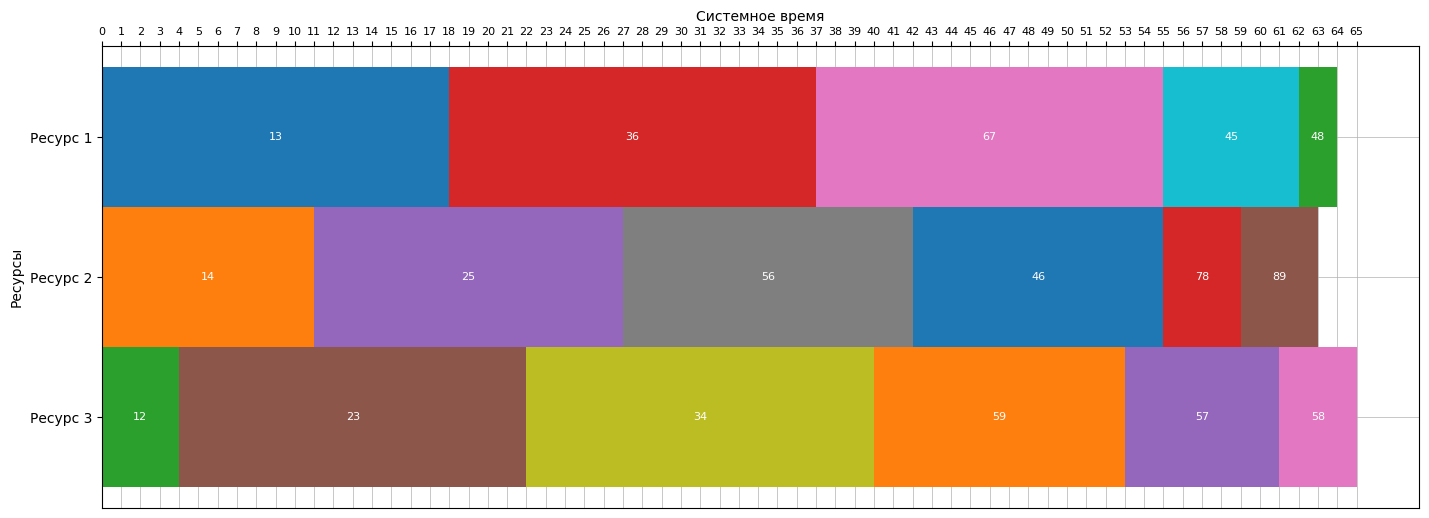 Системное время
0 1 2 3 4 5 6 7 8 9 10 11 12 13 14 15 16 17 18 19 20 21 22 23 24 25 26 27 28 29 30 31 32 33 34 35 36 37 38 39 40 41 42 43 44 45 46 47 48 49 50 51 52 53 54 55 56 57 58 59 60 61 62 63 64 65
Ресурсы
Ресурс 1
13 36 67 45 48
Ресурс 2
14 25 56 46 78 89
Ресурс 3
12 23 34 59 57 58